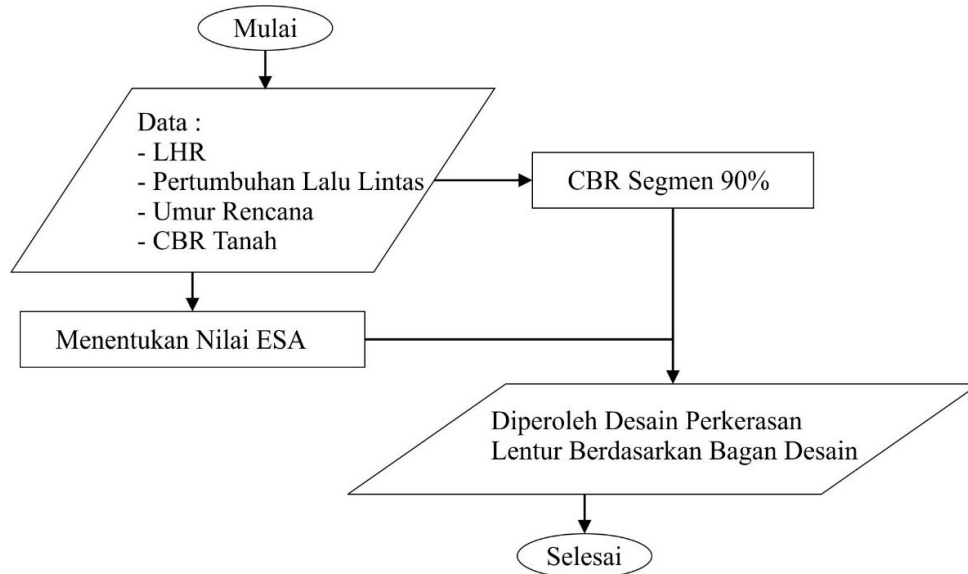 Mulai
Data :
- LHR
- Pertumbuhan Lalu Lintas
- Umur Rencana
- CBR Tanah
CBR Segmen 90%
Menentukan Nilai ESA
Diperoleh Desain Perkerasan
Lentur Berdasarkan Bagan Desain
Selesai